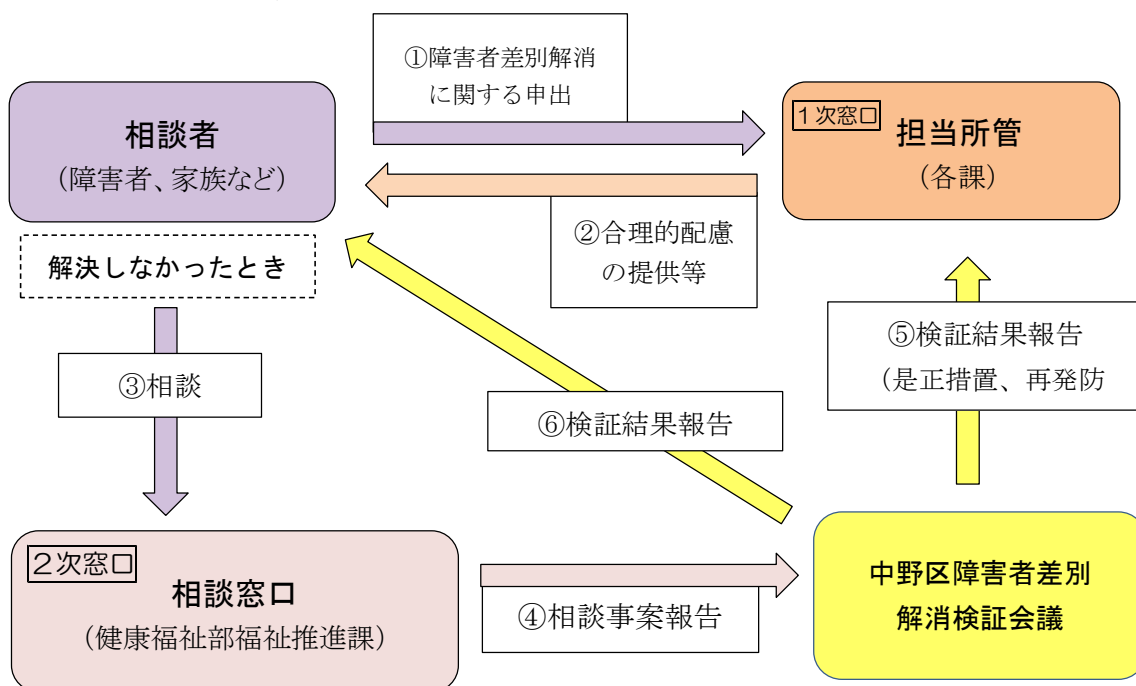 ①障害者差別解消
に関する申出
相談者
(障害者、家族など)
1次窓口
担当所管
(各課)
②合理的配慮
の提供等
解決しなかったとき
③相談
⑤検証結果報告
(是正措置、再発防
⑥検証結果報告
2次窓口
相談窓口
(健康福祉部福祉推進課)
④相談事案報告
中野区障害者差別
解消検証会議